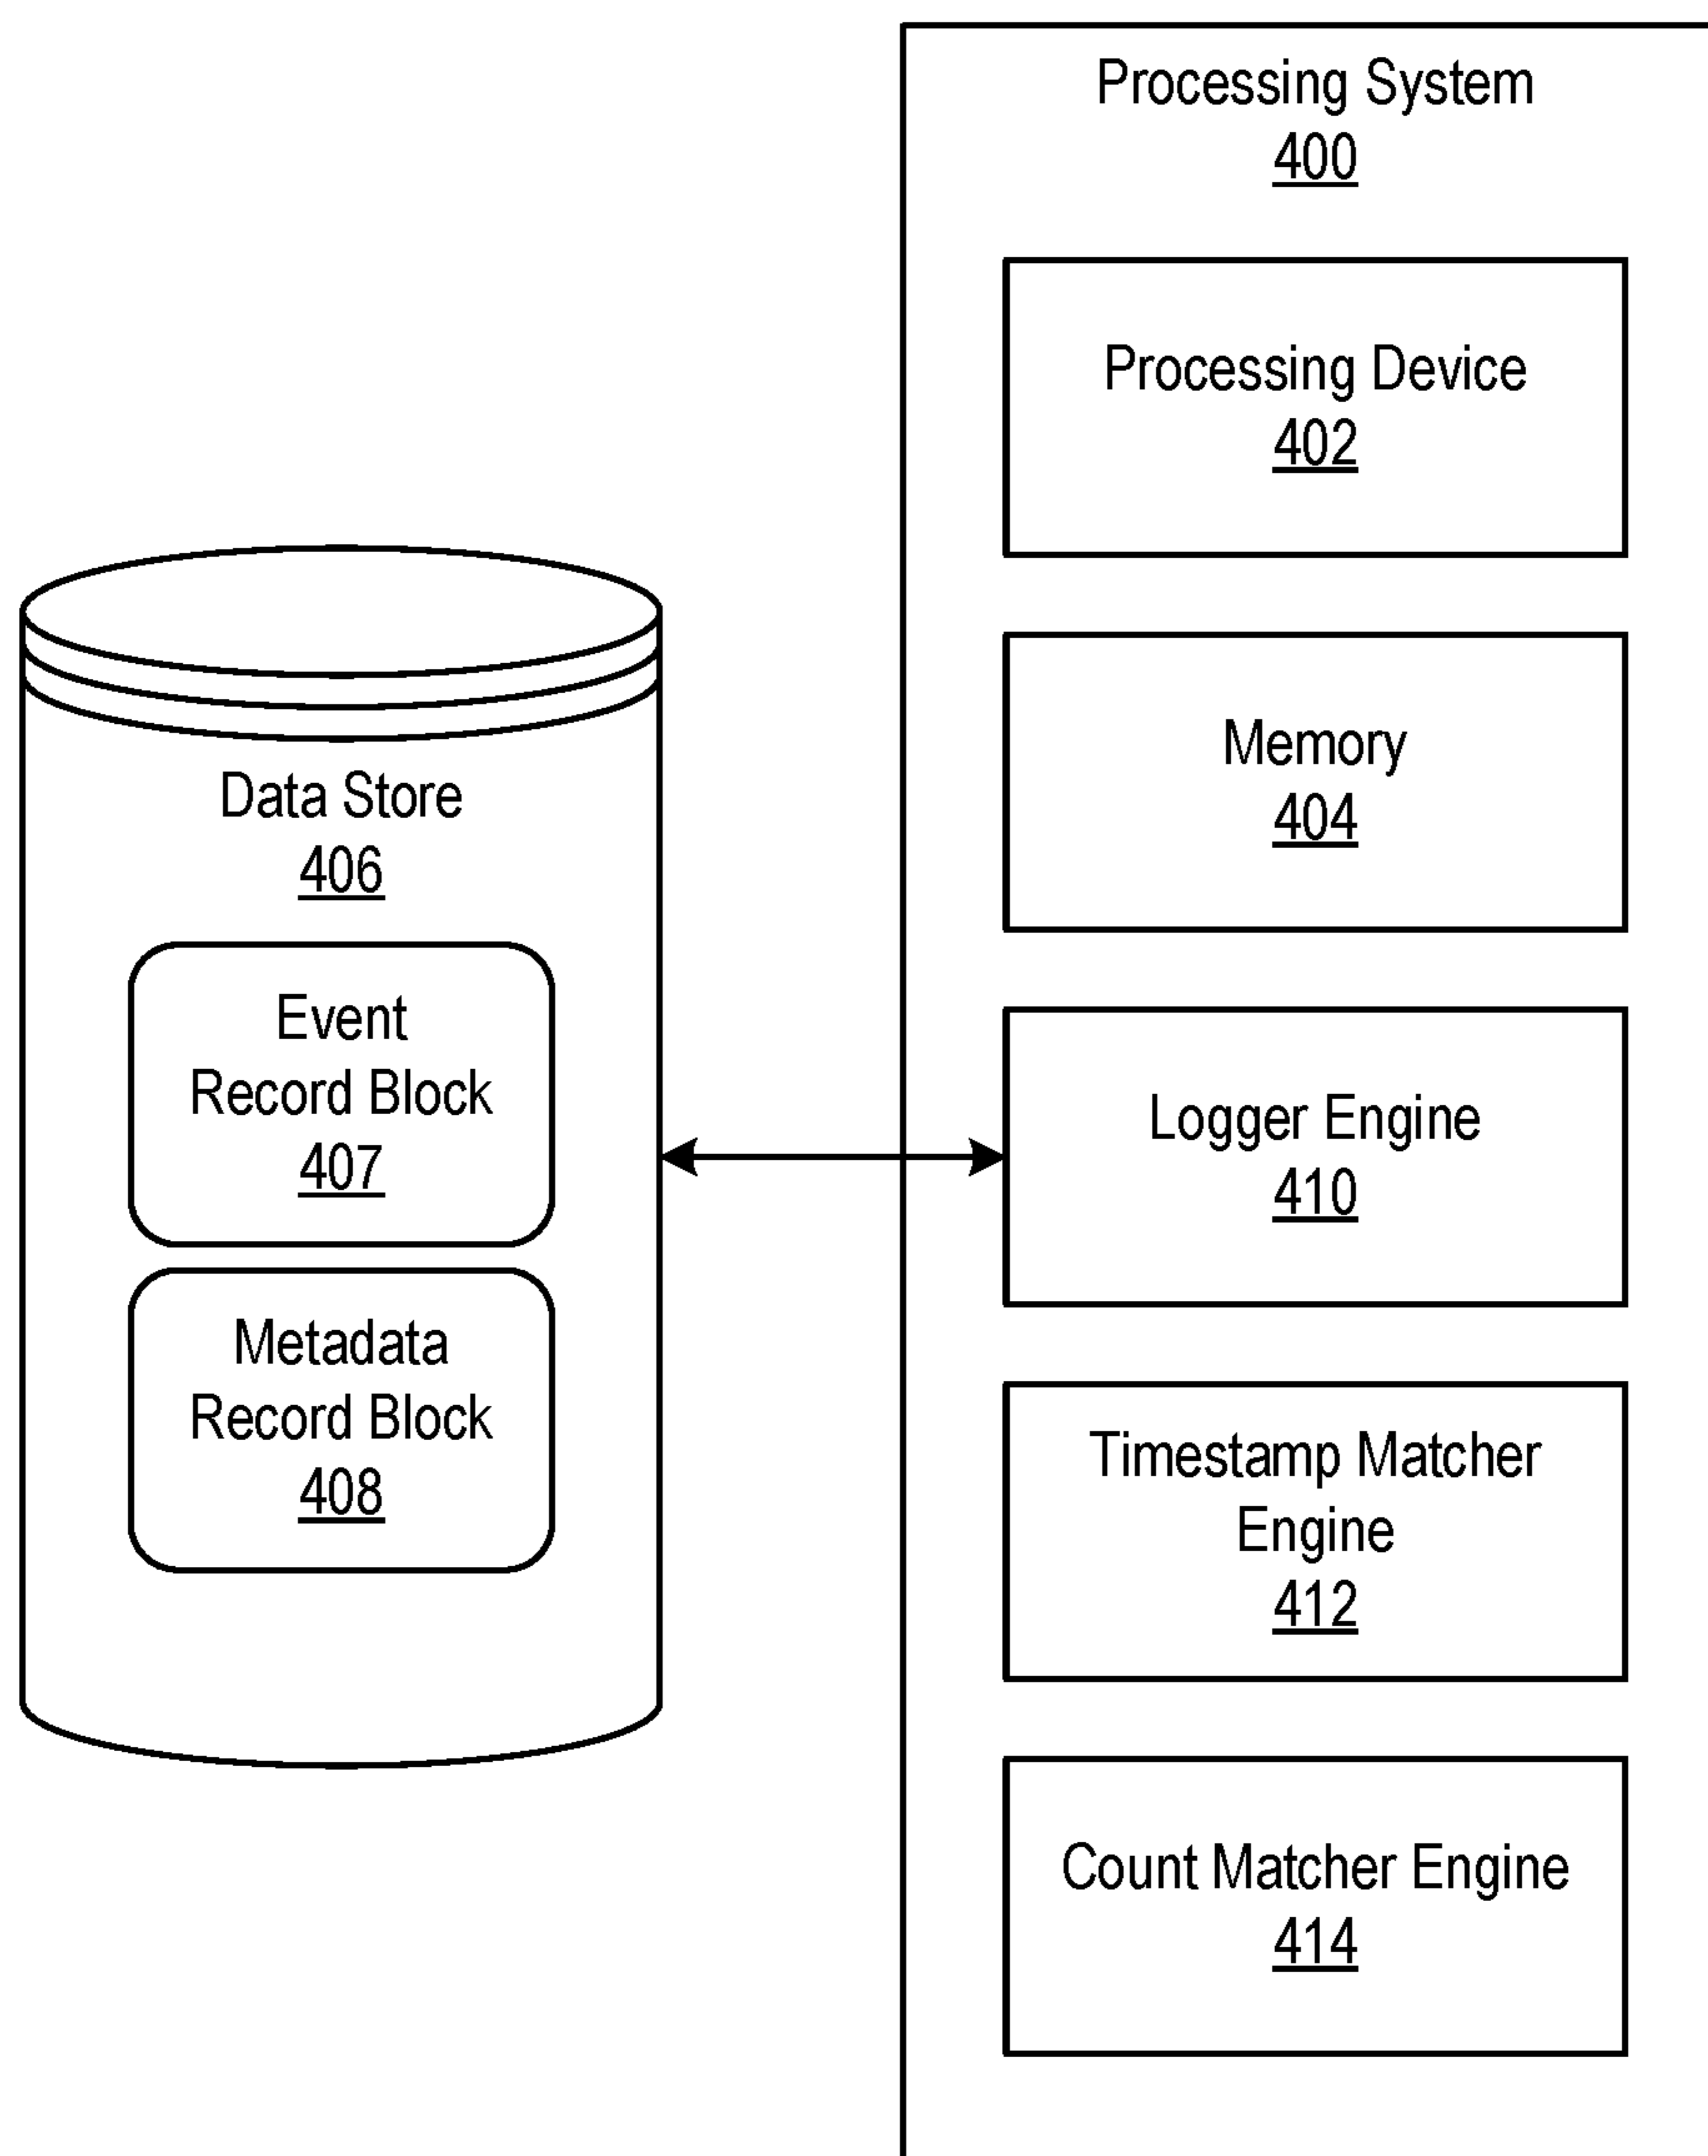 Processing System
400
Processing Device
402
Memory
404
Data Store
406
Event
Record Block
407
Metadata
Record Block
408
Logger Engine
410
Timestamp Matcher
Engine
412
Count Matcher Engine
414